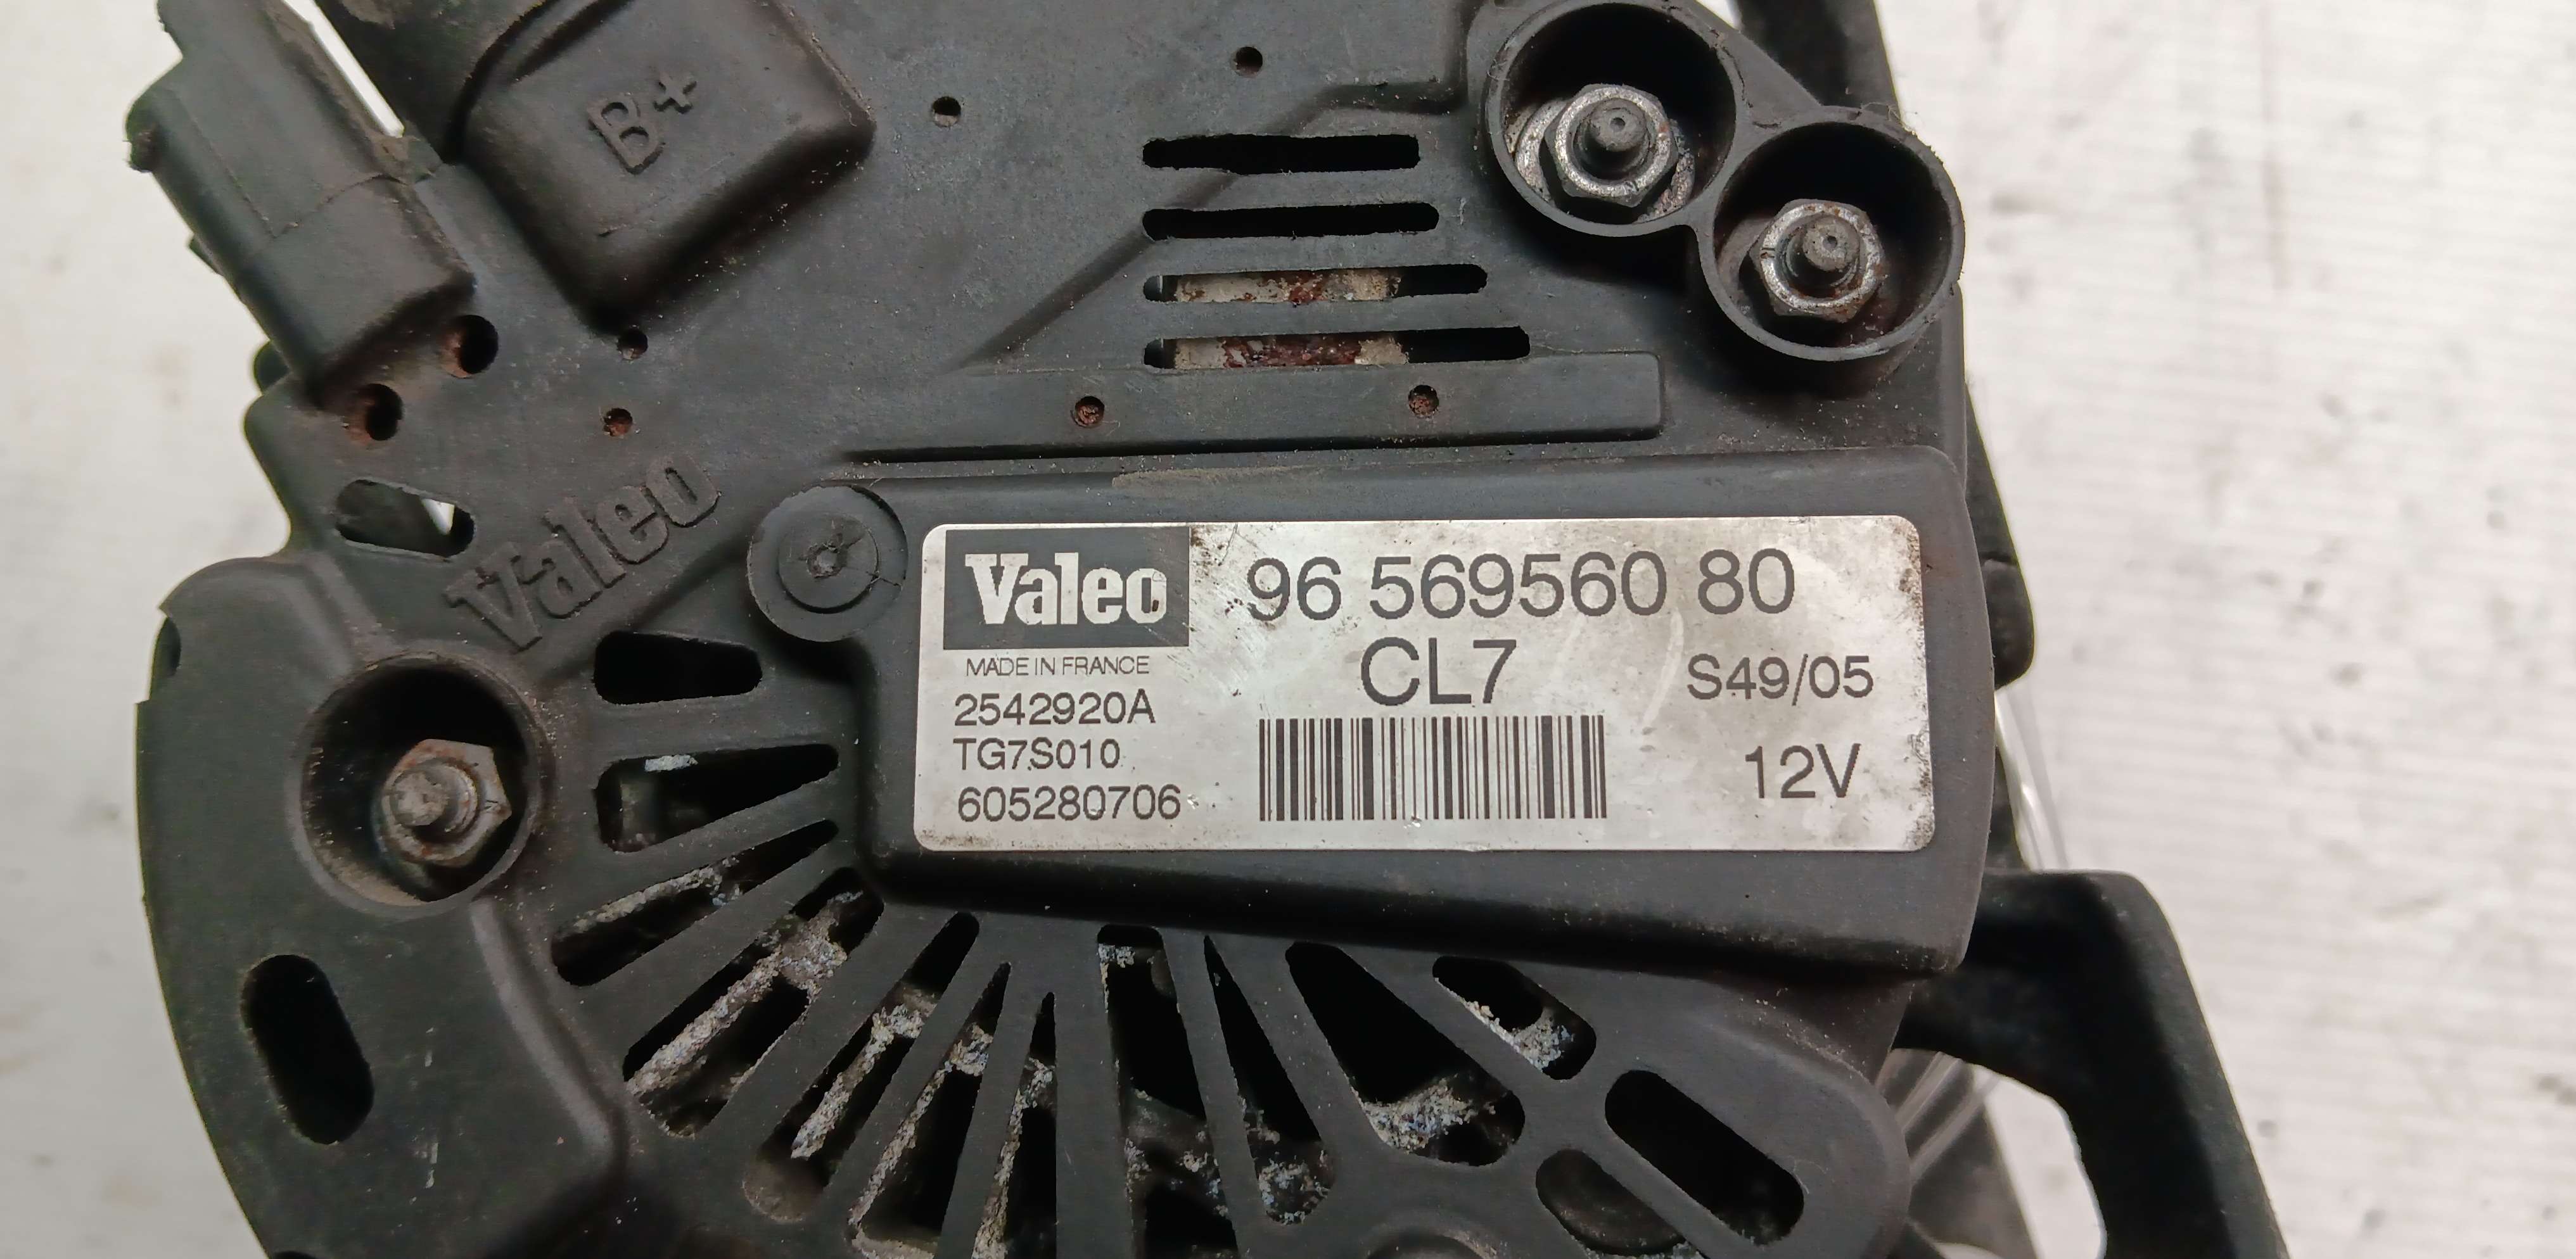 B+
Valeo
Valeo
96 569560 80
CL7
S49/05
MADE IN FRANCE
2542920A
TG7S010
12V
605280706